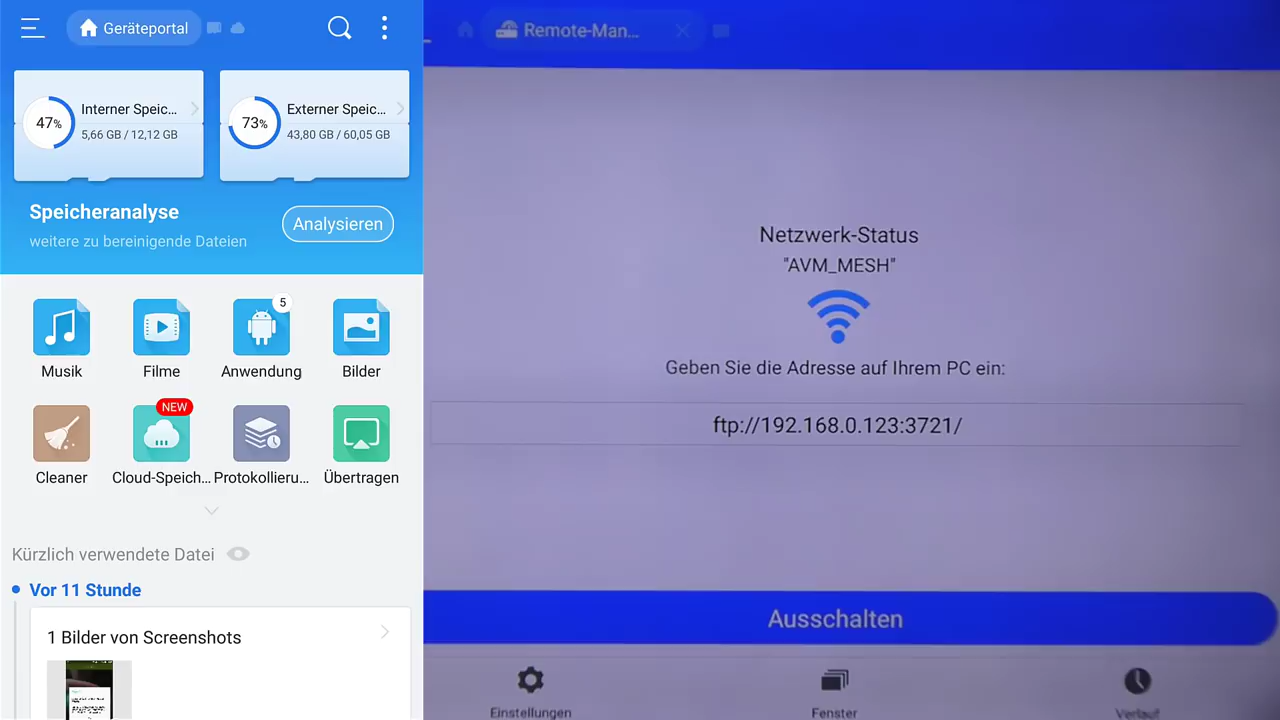 Geräteportal
47%
Interner Speic...
5,66 GB / 12,12 GB
73%
Externer Speic...
43,80 GB / 60,05 GB
Speicheranalyse
weitere zu bereinigende Dateien
Analysieren
5
Musik
Filme
Anwendung
Bilder
NEW
Cleaner
Cloud-Speich...
Protokollieru...
Übertragen
Kürzlich verwendete Datei
Vor 11 Stunde
1 Bilder von Screenshots
Remote-Man...
Netzwerk-Status
"AVM_MESH"
Geben Sie die Adresse auf Ihrem PC ein:
ftp://192.168.0.123:3721/
Ausschalten
Einstellungen
Fenster
Verlauf